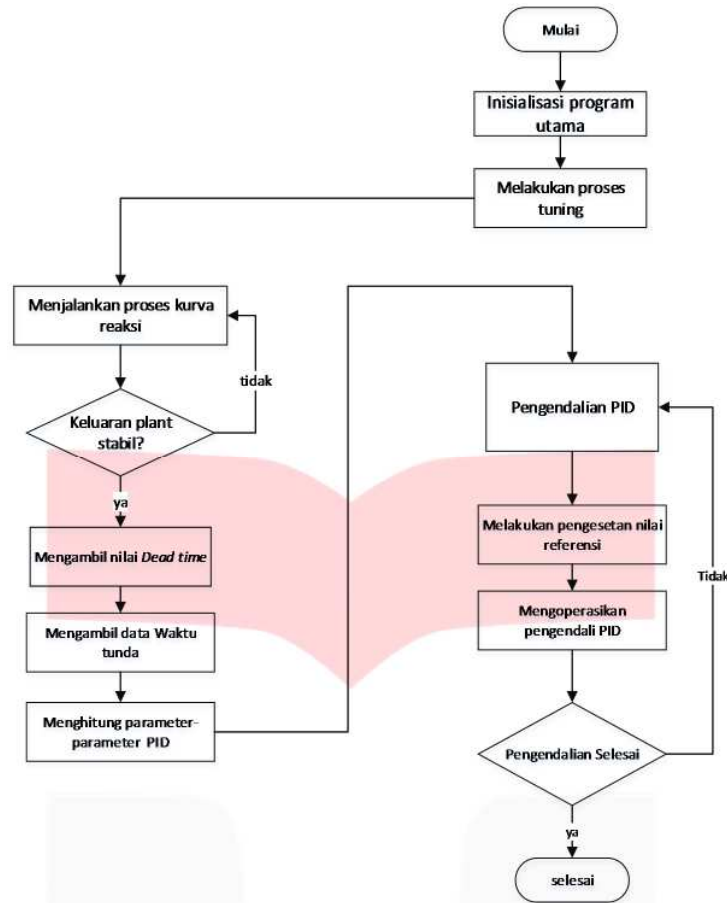 Mulai
Inisialisasi program
utama
Melakukan proses
tuning
Menjalankan proses kurva
reaksi
tidak
Keluaran plant
stabil?
ya
Mengambil nilai Dead time
Mengambil data Waktu
tunda
Menghitung parameter-
parameter PID
Pengendalian PID
Melakukan pengesetan nilai
referensi
Tidak
Mengoperasikan
pengendali PID
Pengendalian Selesai
ya
selesai